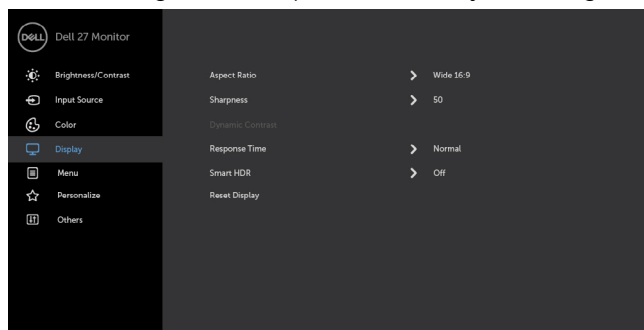 DELL
Dell 27 Monitor
Brightness/Contrast
Input Source
Color
Display
Menu
Personalize
Others
Aspect Ratio Wide 16:9
Sharpness 50
Dynamic Contrast
Response Time Normal
Smart HDR Off
Reset Display